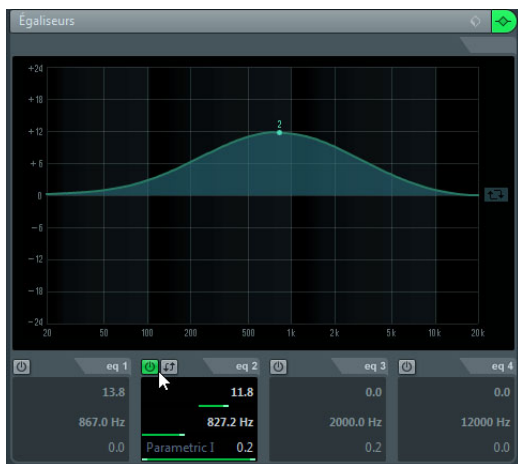 Égaliseurs
+24
+18
+12
2
+6
0
−6
−12
−18
−24
20 50 100 200 500 1k 2k 5k 10k 20k
eq 1 eq 2 eq 3 eq 4
13.8 11.8 0.0 0.0
867.0 Hz 827.2 Hz 2000.0 Hz 12000 Hz
0.0 Parametric I 0.2 0.2 0.0